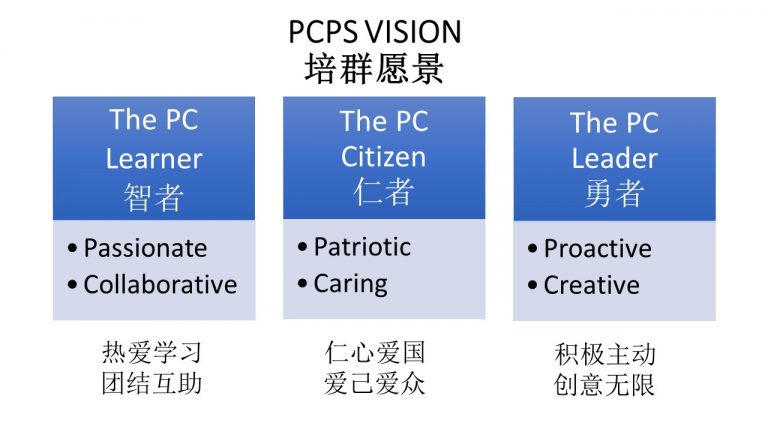 PCPS VISION
培群愿景
The PC
Learner
智者
• Passionate
• Collaborative
热爱学习
团结互助
The PC
Citizen
仁者
• Patriotic
• Caring
仁心爱国
爱己爱众
The PC
Leader
勇者
• Proactive
• Creative
积极主动
创意无限